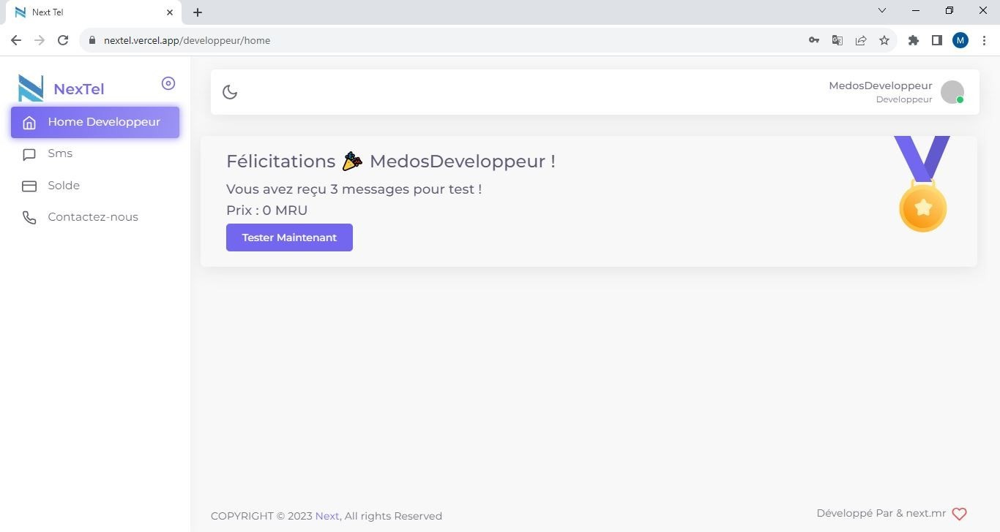 Next Tel
nextel.vercel.app/developpeur/home
M
NexTel
Home Developpeur
Sms
Solde
Contactez-nous
MedosDeveloppeur
Developpeur
Félicitations 🎉 MedosDeveloppeur !
Vous avez reçu 3 messages pour test !
Prix : 0 MRU
Tester Maintenant
COPYRIGHT © 2023 Next, All rights Reserved
Développé Par & next.mr